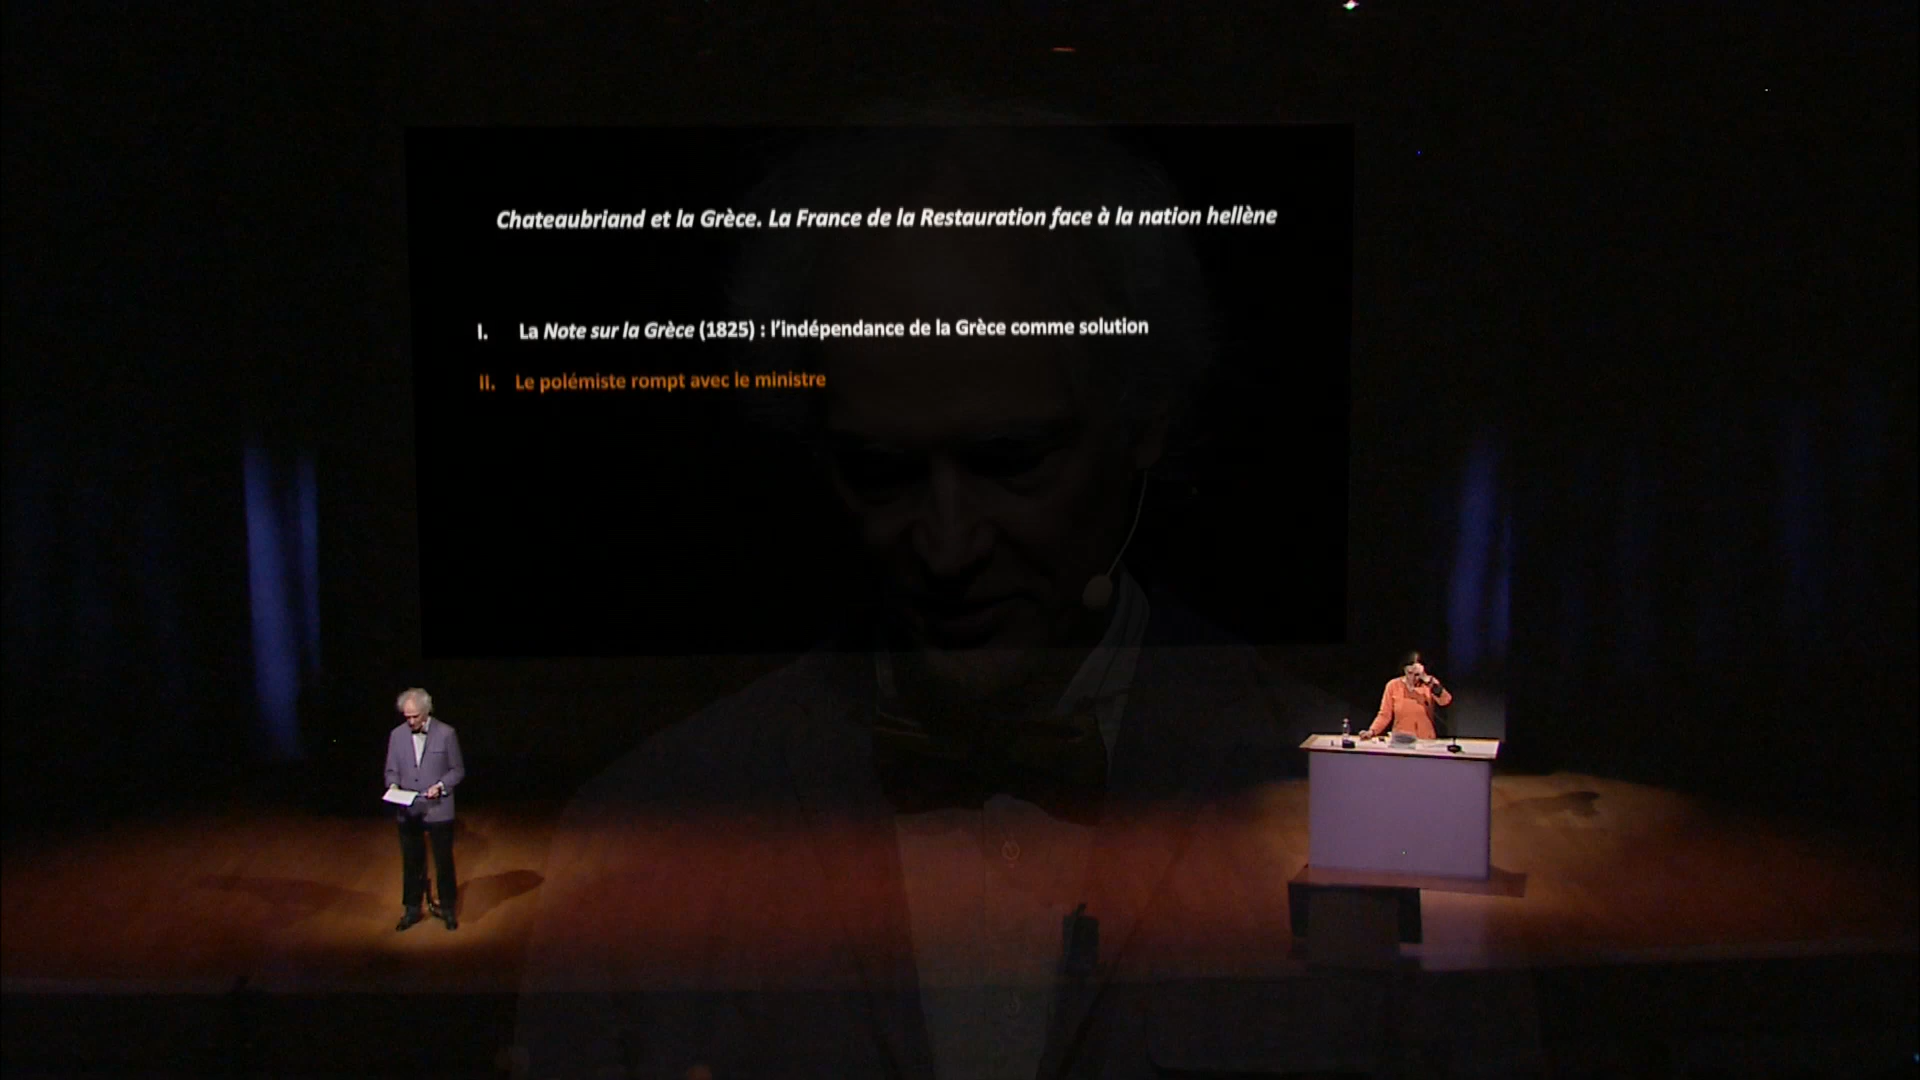 Chateaubriand et la Grèce. La France de la Restauration face à la nation hellène
I. La Note sur la Grèce (1825) : l'indépendance de la Grèce comme solution
II. Le polémiste rompt avec le ministre